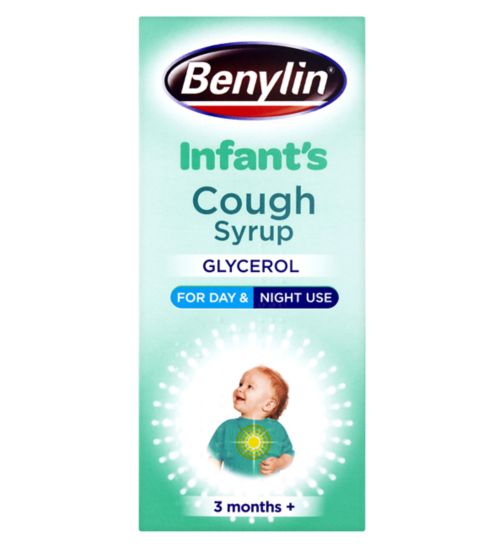 Benylin®
Infant's
Cough
Syrup
GLYCEROL
FOR DAY & NIGHT USE
3 months +